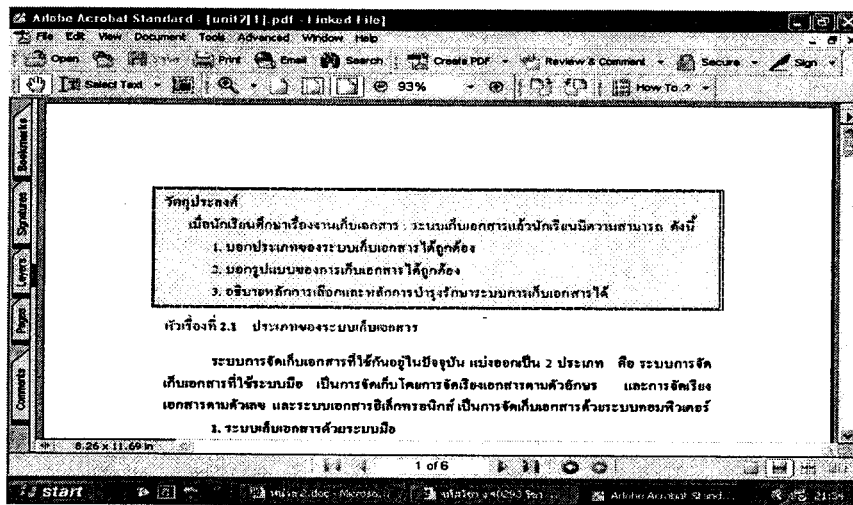 Adobe Acrobat Standard - [unit2[1].pdf - Linked File]
File Edit View Document Tools Advanced Window Help
Open Print Email Search Create PDF Review & Comment Secure Sign
Select Text 93% How To..?
Bookmarks
Signatures
Layers
Pages
Comments
วัตถุประสงค์
เมื่อนักเรียนศึกษาเรื่องงานเก็บเอกสาร ระบบเก็บเอกสารแล้วนักเรียนมีความสามารถ ดังนี้
1. บอกประเภทของระบบเก็บเอกสารได้ถูกต้อง
2. บอกรูปแบบของการเก็บเอกสารได้ถูกต้อง
3. อธิบายหลักการเลือกและหลักการบำรุงรักษาระบบการเก็บเอกสารได้
หัวเรื่องที่ 2.1 ประเภทของระบบเก็บเอกสาร
ระบบการจัดเก็บเอกสารที่ใช้กันอยู่ในปัจจุบัน แบ่งออกเป็น 2 ประเภท คือ ระบบการจัด
เก็บเอกสารที่ใช้ระบบมือ เป็นการจัดเก็บโดยการจัดเรียงเอกสารตามตัวอักษร และการจัดเรียง
เอกสารตามตัวเลข และระบบเอกสารอิเล็กทรอนิกส์ เป็นการจัดเก็บเอกสารด้วยระบบคอมพิวเตอร์
1. ระบบเก็บเอกสารด้วยระบบมือ
8.26 x 11.69 in
1 of 6
start หน่วย 2.doc - Microso... Adobe Acrobat Stand...